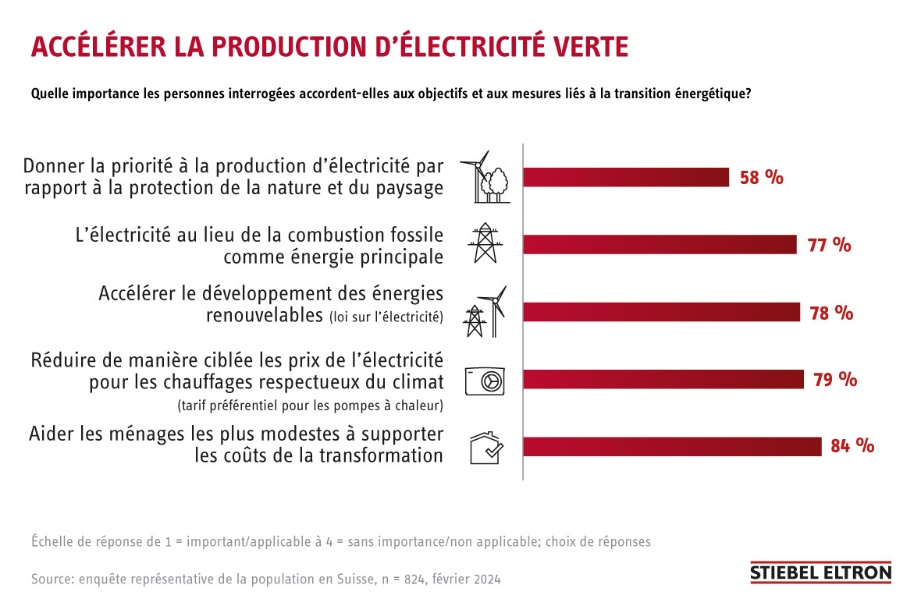 ACCÉLÉRER LA PRODUCTION D'ÉLECTRICITÉ VERTE
Quelle importance les personnes interrogées accordent-elles aux objectifs et aux mesures liés à la transition énergétique?
Donner la priorité à la production d'électricité par
rapport à la protection de la nature et du paysage
58 %
L'électricité au lieu de la combustion fossile
comme énergie principale
77 %
Accélérer le développement des énergies
renouvelables (loi sur l'électricité)
78 %
Réduire de manière ciblée les prix de l'électricité
pour les chauffages respectueux du climat
(tarif préférentiel pour les pompes à chaleur)
79 %
Aider les ménages les plus modestes à supporter
les coûts de la transformation
84 %
Échelle de réponse de 1 = important/applicable à 4 = sans importance/non applicable; choix de réponses
Source: enquête représentative de la population en Suisse, n = 824, février 2024
STIEBEL ELTRON